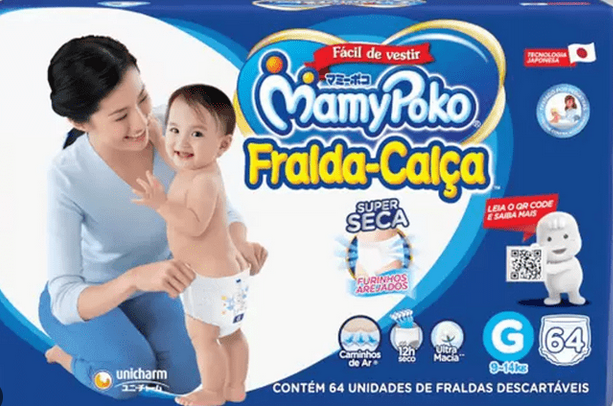 Fácil de vestir
TECNOLOGIA
JAPONESA
マミーポコ
MamyPoko
Fralda-Calça
SUPER
SECA
LEIA O QR CODE
E SAIBA MAIS
FURINHOS
AREJADOS
Caminhos
de Ar
12h
seco
Ultra
Macia
G
9-14KG
64
unicharm
ユニ・チャーム
CONTÉM 64 UNIDADES DE FRALDAS DESCARTÁVEIS